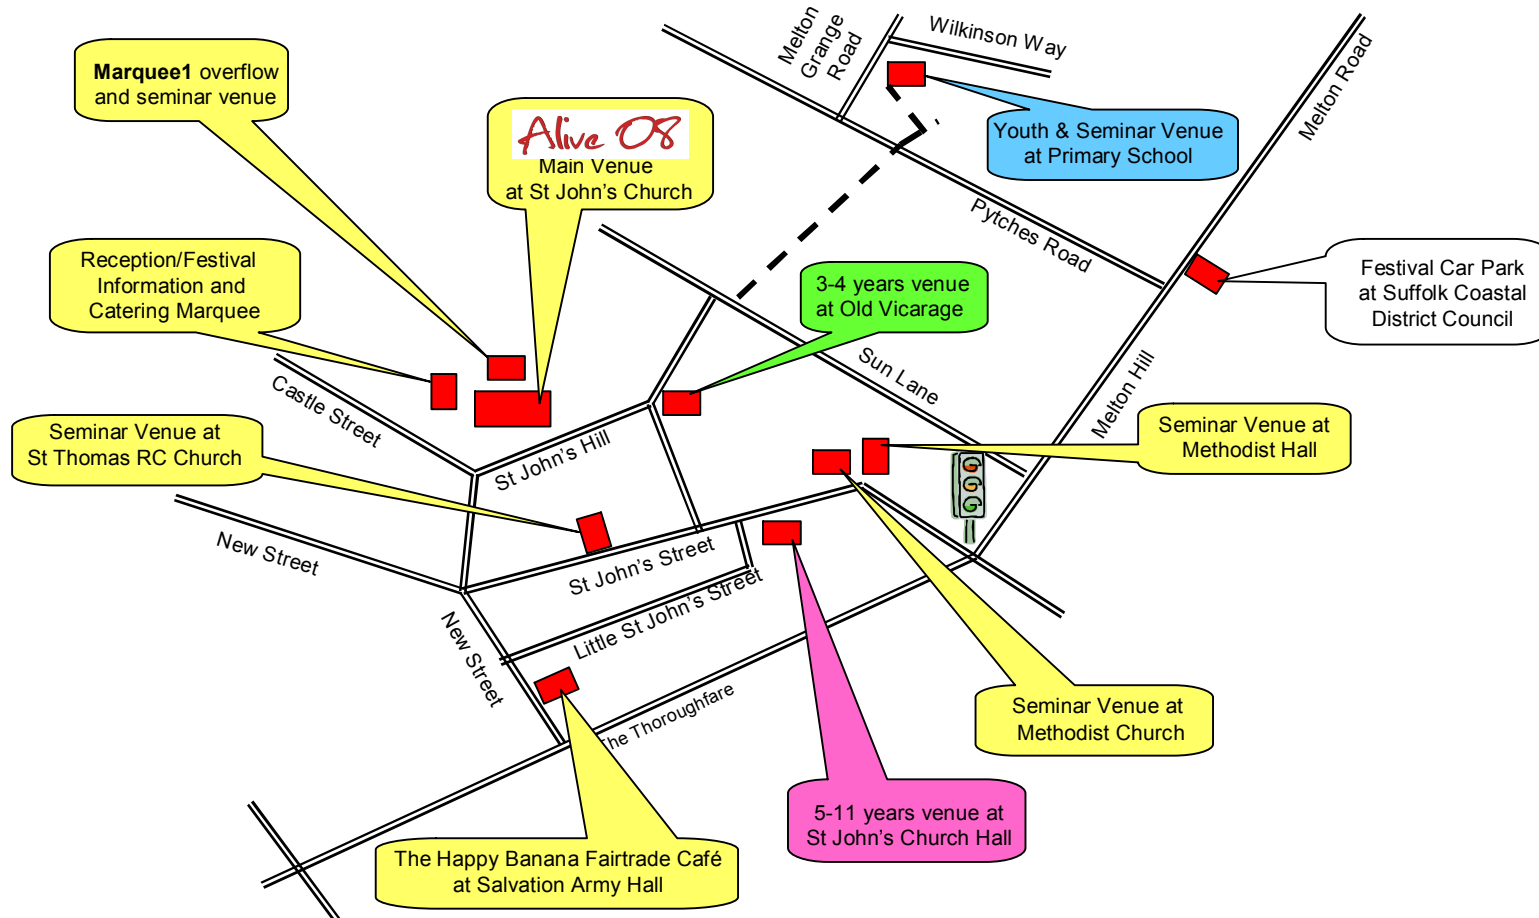 Marquee1 overflow
and seminar venue
Alive 08
Main Venue
at St John's Church
Melton
Grange
Road
Wilkinson Way
Melton Road
Youth & Seminar Venue
at Primary School
Pytches Road
Reception/Festival
Information and
Catering Marquee
3-4 years venue
at Old Vicarage
Festival Car Park
at Suffolk Coastal
District Council
Sun Lane
Melton Hill
Castle Street
Seminar Venue at
St Thomas RC Church
St John's Hill
Seminar Venue at
Methodist Hall
G
G
G
New Street
St John's Street
Little St John's Street
New Street
The Thoroughfare
Seminar Venue at
Methodist Church
5-11 years venue at
St John's Church Hall
The Happy Banana Fairtrade Café
at Salvation Army Hall